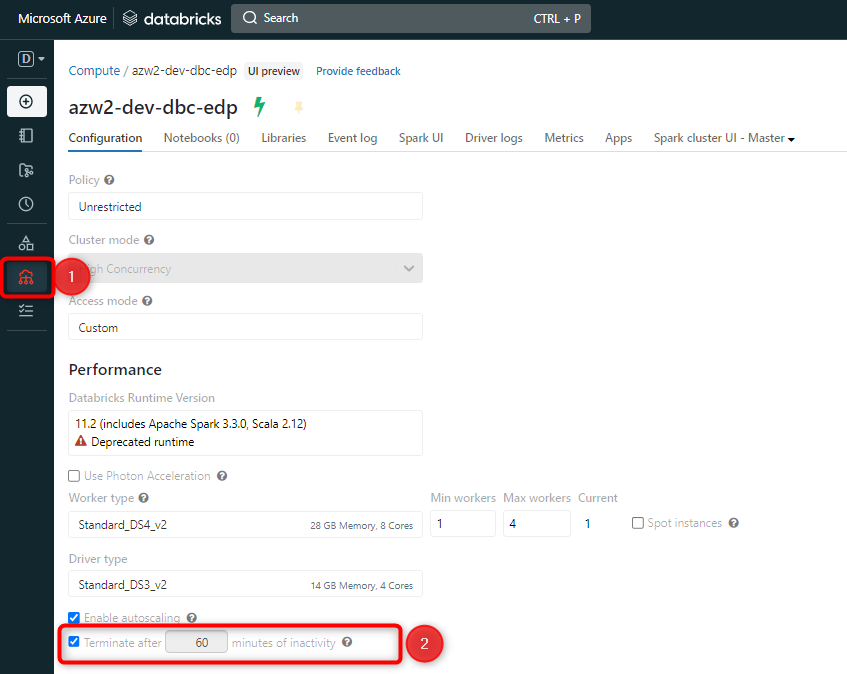 Microsoft Azure databricks Search CTRL + P
D
Compute / azw2-dev-dbc-edp UI preview Provide feedback
azw2-dev-dbc-edp
Configuration Notebooks (0) Libraries Event log Spark UI Driver logs Metrics Apps Spark cluster UI - Master
Policy ?
Unrestricted
Cluster mode ?
High Concurrency
1
Access mode ?
Custom
Performance
Databricks Runtime Version
11.2 (includes Apache Spark 3.3.0, Scala 2.12)
Deprecated runtime
Use Photon Acceleration ?
Worker type ? Min workers Max workers Current
Standard_DS4_v2 28 GB Memory, 8 Cores 1 4 1 Spot instances ?
Driver type
Standard_DS3_v2 14 GB Memory, 4 Cores
Enable autoscaling ?
Terminate after 60 minutes of inactivity ? 2